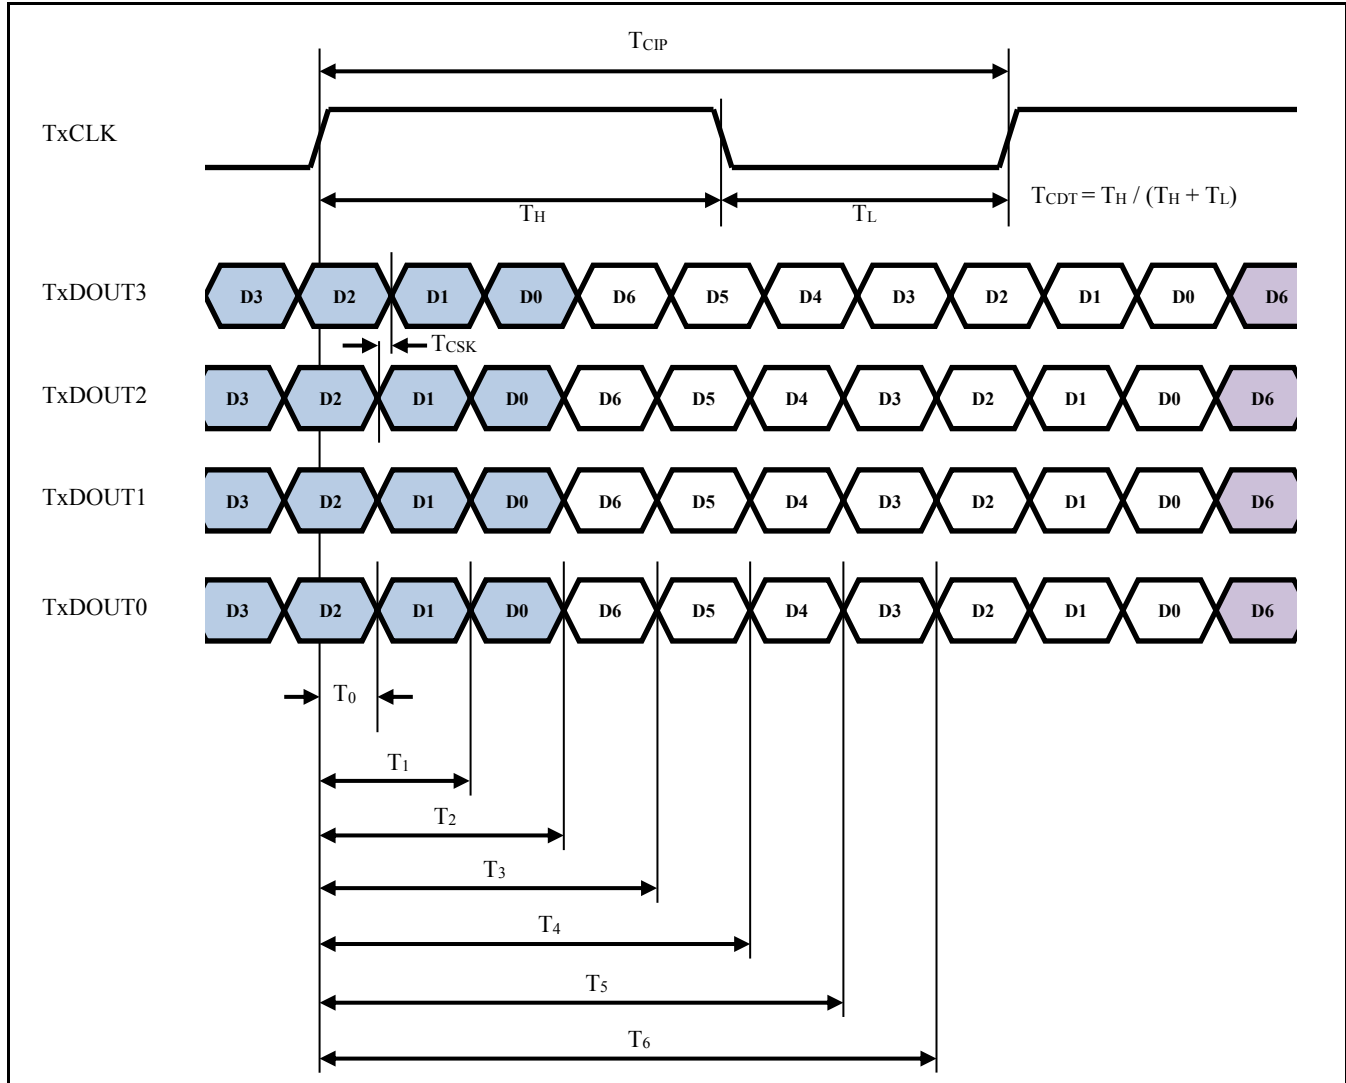 TCIP
TxCLK
TH
TL
TCDT = TH / (TH + TL)
TxDOUT3
D3 D2 D1 D0 D6 D5 D4 D3 D2 D1 D0 D6
TCSK
TxDOUT2
D3 D2 D1 D0 D6 D5 D4 D3 D2 D1 D0 D6
TxDOUT1
D3 D2 D1 D0 D6 D5 D4 D3 D2 D1 D0 D6
TxDOUT0
D3 D2 D1 D0 D6 D5 D4 D3 D2 D1 D0 D6
T0
T1
T2
T3
T4
T5
T6